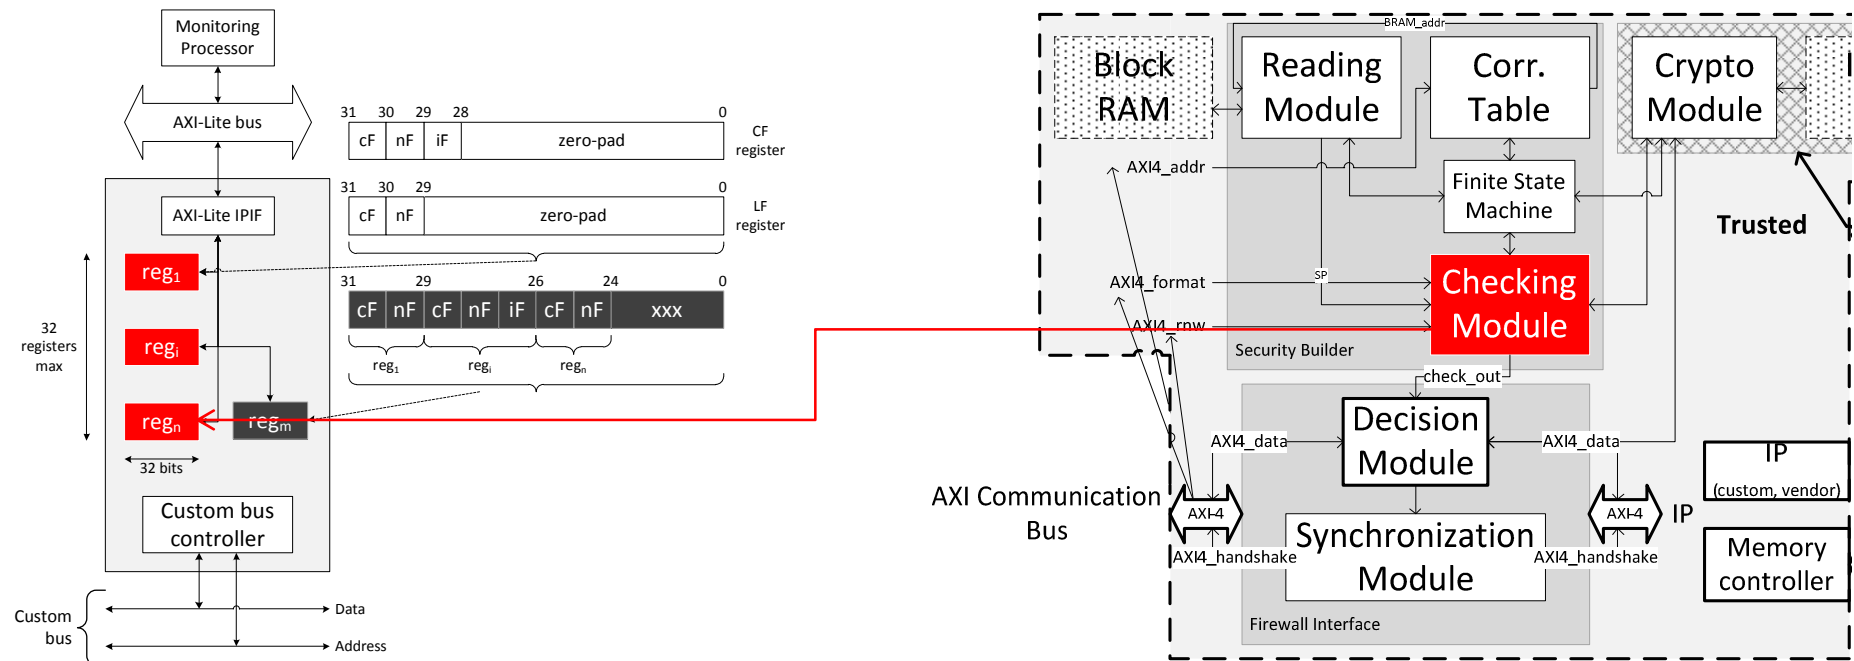 Monitoring
Processor
AXI-Lite bus
AXI-Lite IPIF
reg1
regi
regn
regm
32
registers
max
32 bits
Custom bus
controller
Custom
bus
Data
Address
31 30 29 28 0
cF nF iF zero-pad
CF
register
31 30 29 0
cF nF zero-pad
LF
register
31 29 26 24 0
cF nF cF nF iF cF nF xxx
reg1 regi regn
BRAM_addr
Block
RAM
Reading
Module
Corr.
Table
Crypto
Module
AXI4_addr
Finite State
Machine
Trusted
AXI4_format
SP
Checking
Module
AXI4_rnw
Security Builder
check_out
Decision
Module
AXI4_data
AXI4_data
AXI Communication
Bus
AXI-4
AXI-4
IP
Synchronization
Module
AXI4_handshake
AXI4_handshake
Firewall Interface
IP
(custom, vendor)
Memory
controller